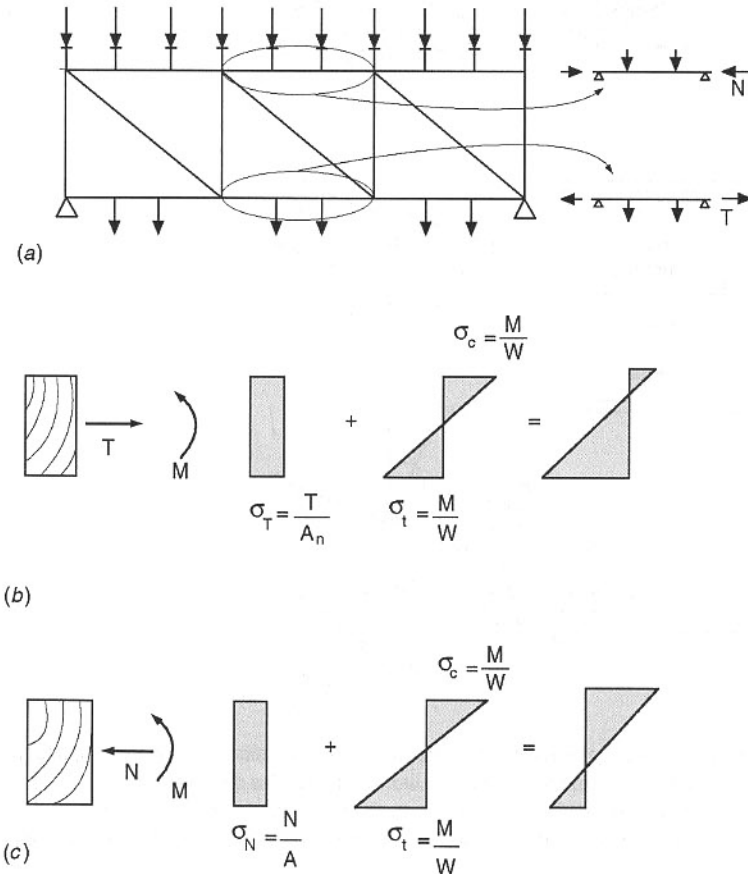 N
T
(a)
σc = M/W
T
M
+
=
σT = T/An
σt = M/W
(b)
σc = M/W
N
M
+
=
σN = N/A
σt = M/W
(c)